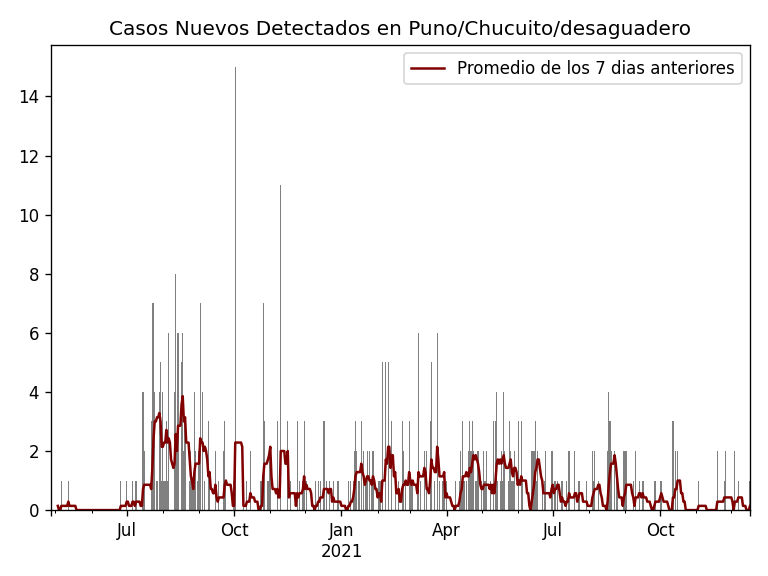 Casos Nuevos Detectados en Puno/Chucuito/desaguadero
Promedio de los 7 dias anteriores
14
12
10
8
6
4
2
0
Jul
Oct
Jan
2021
Apr
Jul
Oct